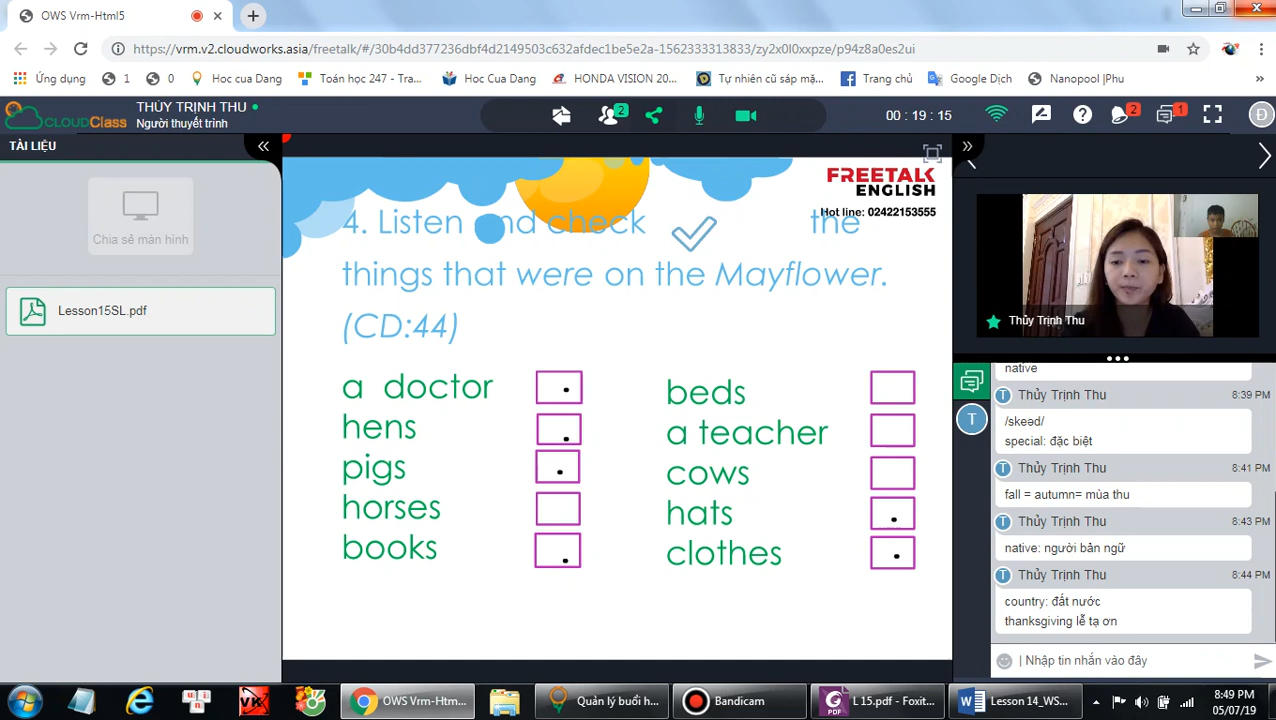 OWS Vrm-Html5
https://vrm.v2.cloudworks.asia/freetalk/#/30b4dd377236dbf4d2149503c632afdec1be5e2a-1562333313833/zy2x0l0xxpze/p94z8a0es2ui
Ứng dụng 1 0 Hoc cua Dang Toán học 247 - Tra... Học Cua Dang HONDA VISION 20... Tự nhiên cũ sáp mặ... Trang chủ Google Dịch Nanopool |Phu »
CLOUDClass THỦY TRỊNH THU 2 00 : 19 : 15 2 1 Đ
Người thuyết trình
TÀI LIỆU
Chia sẻ màn hình
Lesson15SL.pdf
FREETALK
ENGLISH
Hot line: 02422153555
4. Listen and check the
things that were on the Mayflower.
(CD:44)
a doctor beds
hens a teacher
pigs cows
horses hats
books clothes
Thủy Trịnh Thu
native
T Thủy Trịnh Thu 8:39 PM
T
/skeəd/
special: đặc biệt
T Thủy Trịnh Thu 8:41 PM
fall = autumn= mùa thu
T Thủy Trịnh Thu 8:43 PM
native: người bản ngữ
T Thủy Trịnh Thu 8:44 PM
country: đất nước
thanksgiving lễ tạ ơn
Nhập tin nhắn vào đây
OWS Vrm-Htm... Quản lý buổi h... Bandicam L 15.pdf - Foxit... Lesson 14_WS... 8:49 PM
05/07/19